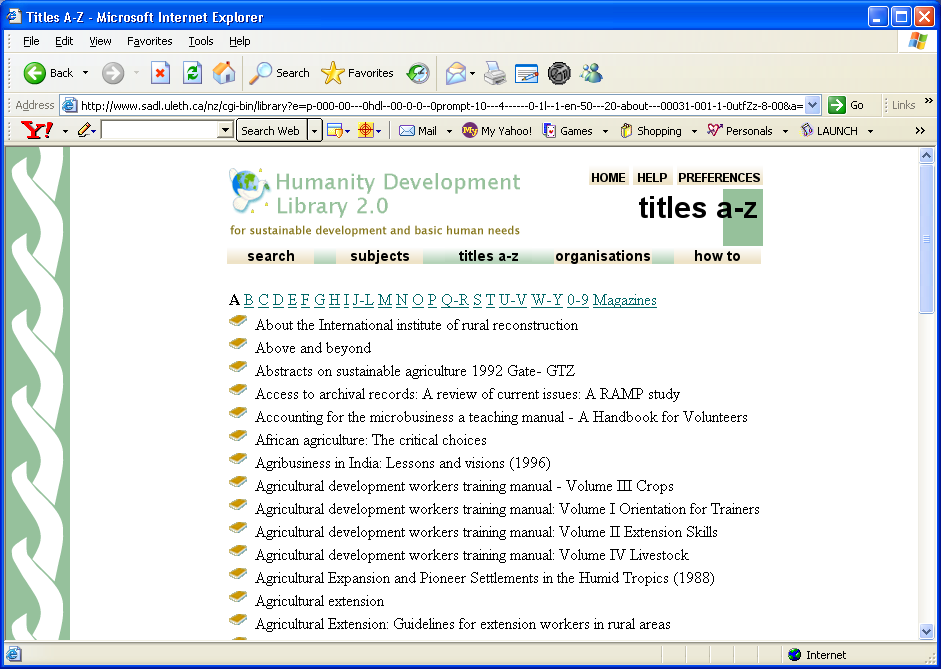 Titles A-Z - Microsoft Internet Explorer
File Edit View Favorites Tools Help
Back Search Favorites
Address http://www.sadl.uleth.ca/nz/cgi-bin/library?e=p-000-00---0hdl--00-0-0--0prompt-10---4------0-1l--1-en-50---20-about---00031-001-1-0utfZz-8-00&a= Go Links »
Y! Search Web Mail My Yahoo! Games Shopping Personals LAUNCH »
Humanity Development
Library 2.0
for sustainable development and basic human needs
HOME HELP PREFERENCES
titles a-z
search subjects titles a-z organisations how to
A B C D E F G H I J-L M N O P Q-R S T U-V W-Y 0-9 Magazines
About the International institute of rural reconstruction
Above and beyond
Abstracts on sustainable agriculture 1992 Gate- GTZ
Access to archival records: A review of current issues: A RAMP study
Accounting for the microbusiness a teaching manual - A Handbook for Volunteers
African agriculture: The critical choices
Agribusiness in India: Lessons and visions (1996)
Agricultural development workers training manual - Volume III Crops
Agricultural development workers training manual: Volume I Orientation for Trainers
Agricultural development workers training manual: Volume II Extension Skills
Agricultural development workers training manual: Volume IV Livestock
Agricultural Expansion and Pioneer Settlements in the Humid Tropics (1988)
Agricultural extension
Agricultural Extension: Guidelines for extension workers in rural areas
Internet